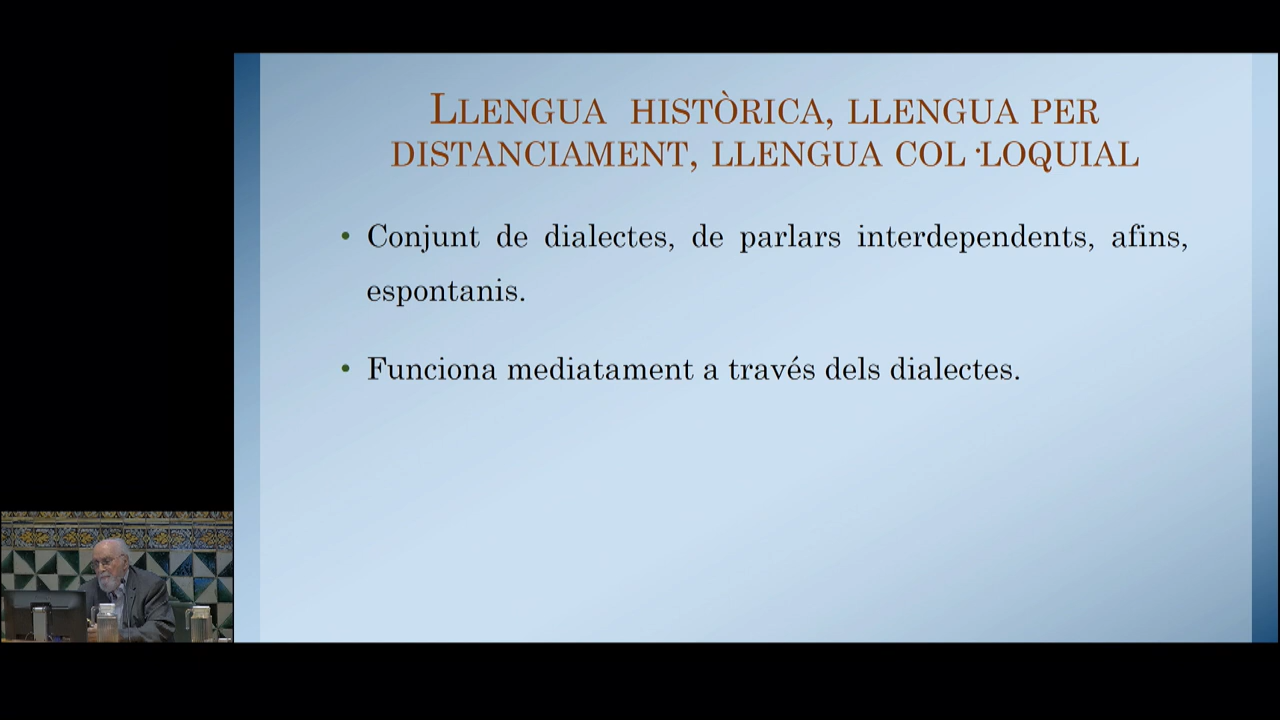 LLENGUA HISTÒRICA, LLENGUA PER
DISTANCIAMENT, LLENGUA COL·LOQUIAL
• Conjunt de dialectes, de parlars interdependents, afins,
espontanis.
• Funciona mediatament a través dels dialectes.